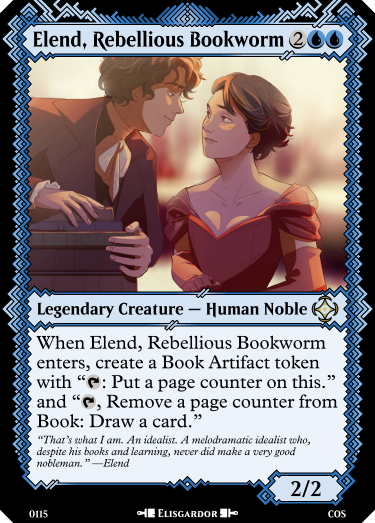 Elend, Rebellious Bookworm 2
Legendary Creature — Human Noble
When Elend, Rebellious Bookworm
enters, create a Book Artifact token
with “: Put a page counter on this.”
and “, Remove a page counter from
Book: Draw a card.”
“That’s what I am. An idealist. A melodramatic idealist who,
despite his books and learning, never did make a very good
nobleman.” —Elend
2/2
0115 Elisgardor COS